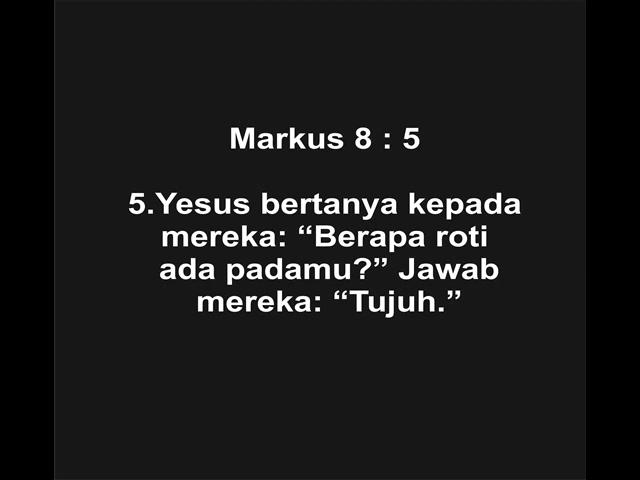 Markus 8 : 5
5.Yesus bertanya kepada
mereka: “Berapa roti
ada padamu?” Jawab
mereka: “Tujuh.”